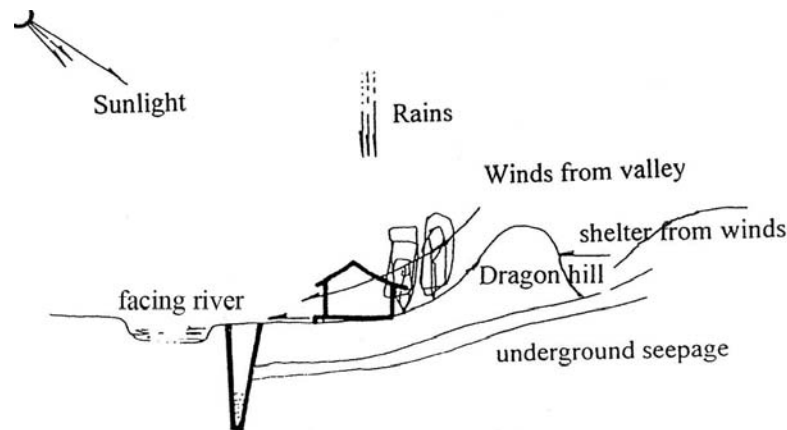 Sunlight
Rains
Winds from valley
shelter from winds
Dragon hill
facing river
underground seepage